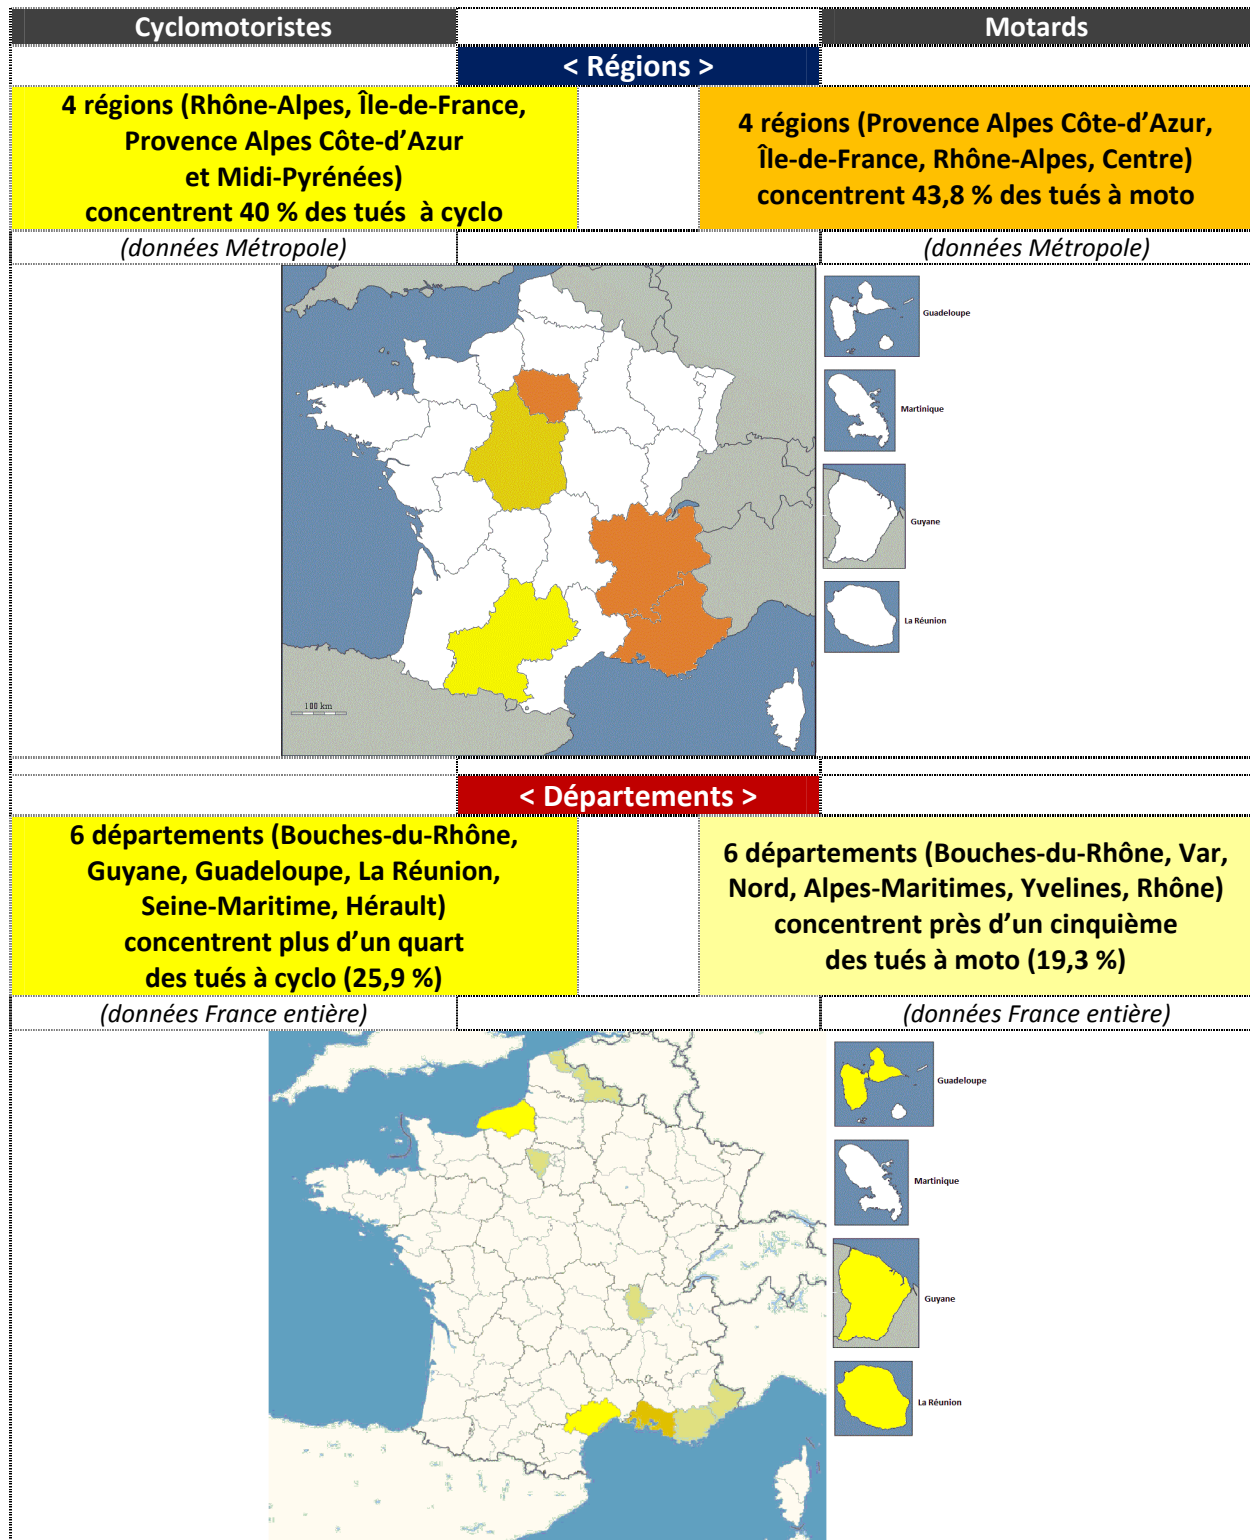 Cyclomotoristes
Motards
< Régions >
4 régions (Rhône-Alpes, Île-de-France,
Provence Alpes Côte-d'Azur
et Midi-Pyrénées)
concentrent 40 % des tués à cyclo
4 régions (Provence Alpes Côte-d'Azur,
Île-de-France, Rhône-Alpes, Centre)
concentrent 43,8 % des tués à moto
(données Métropole)
(données Métropole)
Guadeloupe
Martinique
Guyane
La Réunion
100 km
< Départements >
6 départements (Bouches-du-Rhône,
Guyane, Guadeloupe, La Réunion,
Seine-Maritime, Hérault)
concentrent plus d'un quart
des tués à cyclo (25,9 %)
6 départements (Bouches-du-Rhône, Var,
Nord, Alpes-Maritimes, Yvelines, Rhône)
concentrent près d'un cinquième
des tués à moto (19,3 %)
(données France entière)
(données France entière)
Guadeloupe
Martinique
Guyane
La Réunion